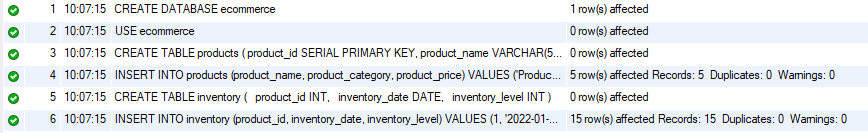 1 10:07:15 CREATE DATABASE ecommerce 1 row(s) affected
2 10:07:15 USE ecommerce 0 row(s) affected
3 10:07:15 CREATE TABLE products ( product_id SERIAL PRIMARY KEY, product_name VARCHAR(5... 0 row(s) affected
4 10:07:15 INSERT INTO products (product_name, product_category, product_price) VALUES ('Produc... 5 row(s) affected Records: 5 Duplicates: 0 Warnings: 0
5 10:07:15 CREATE TABLE inventory ( product_id INT, inventory_date DATE, inventory_level INT ) 0 row(s) affected
6 10:07:15 INSERT INTO inventory (product_id, inventory_date, inventory_level) VALUES (1, '2022-01-... 15 row(s) affected Records: 15 Duplicates: 0 Warnings: 0